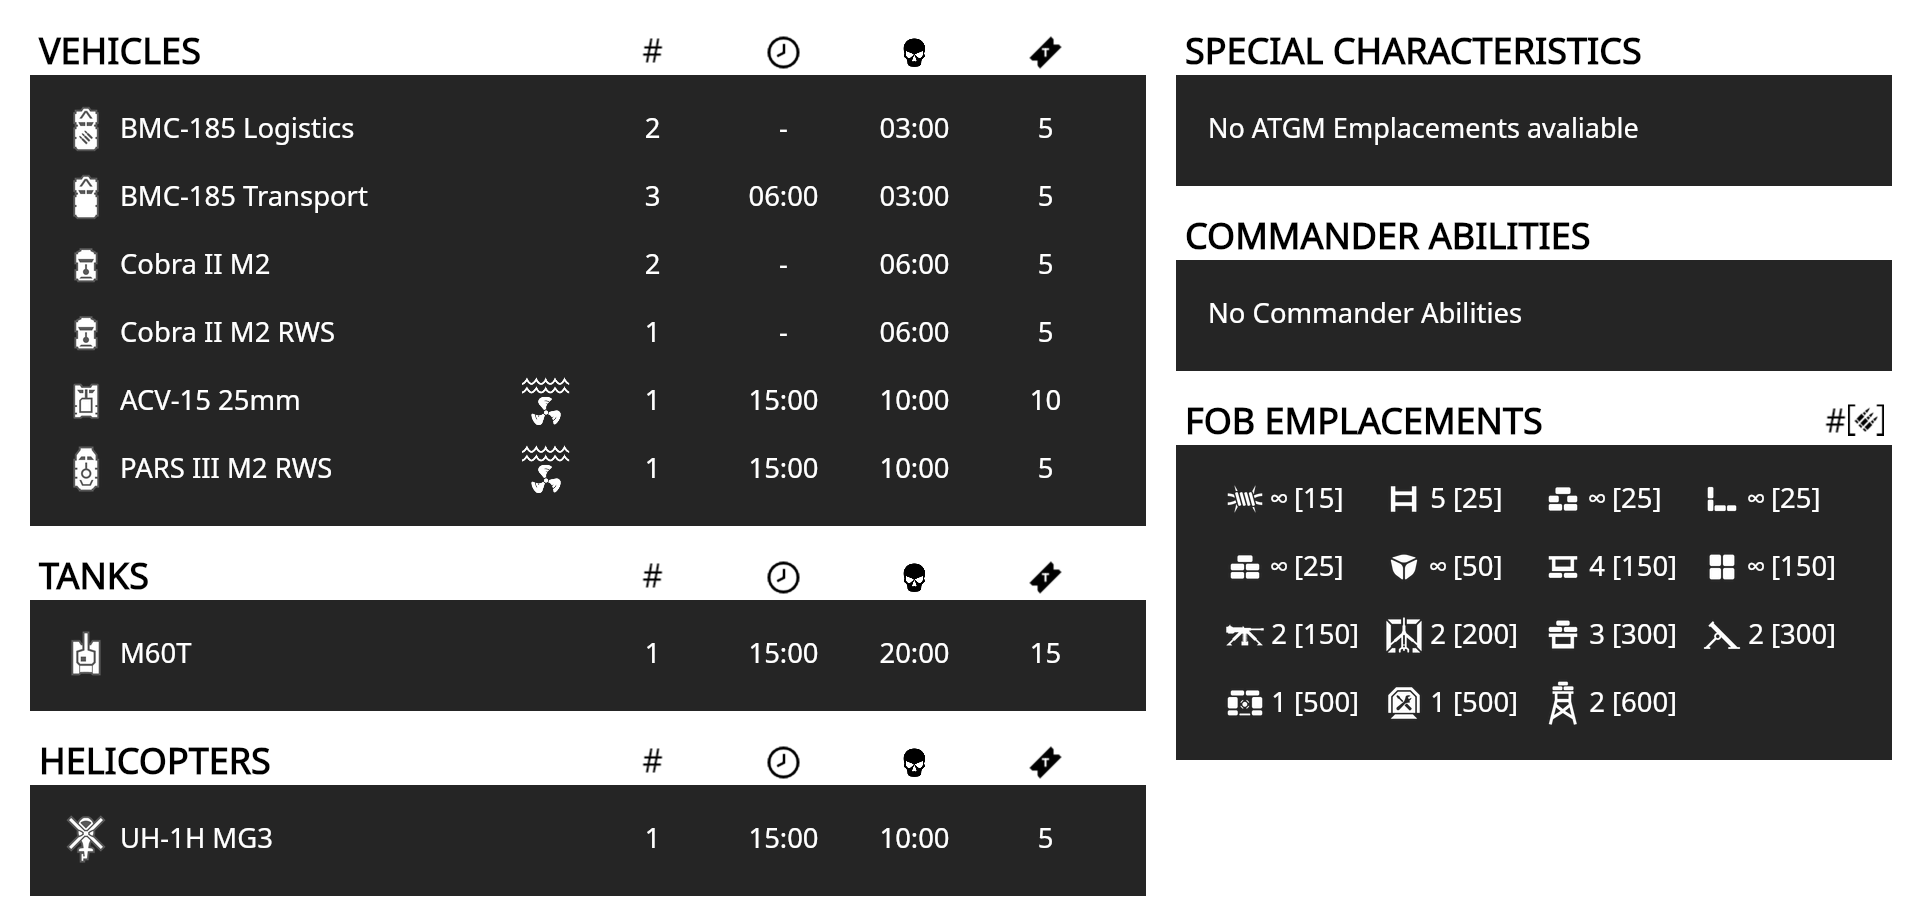 VEHICLES #
BMC-185 Logistics 2 - 03:00 5
BMC-185 Transport 3 06:00 03:00 5
Cobra II M2 2 - 06:00 5
Cobra II M2 RWS 1 - 06:00 5
ACV-15 25mm 1 15:00 10:00 10
PARS III M2 RWS 1 15:00 10:00 5
TANKS #
M60T 1 15:00 20:00 15
HELICOPTERS #
UH-1H MG3 1 15:00 10:00 5
SPECIAL CHARACTERISTICS
No ATGM Emplacements avaliable
COMMANDER ABILITIES
No Commander Abilities
FOB EMPLACEMENTS #[ ]
∞ [15] 5 [25] ∞ [25] ∞ [25]
∞ [25] ∞ [50] 4 [150] ∞ [150]
2 [150] 2 [200] 3 [300] 2 [300]
1 [500] 1 [500] 2 [600]